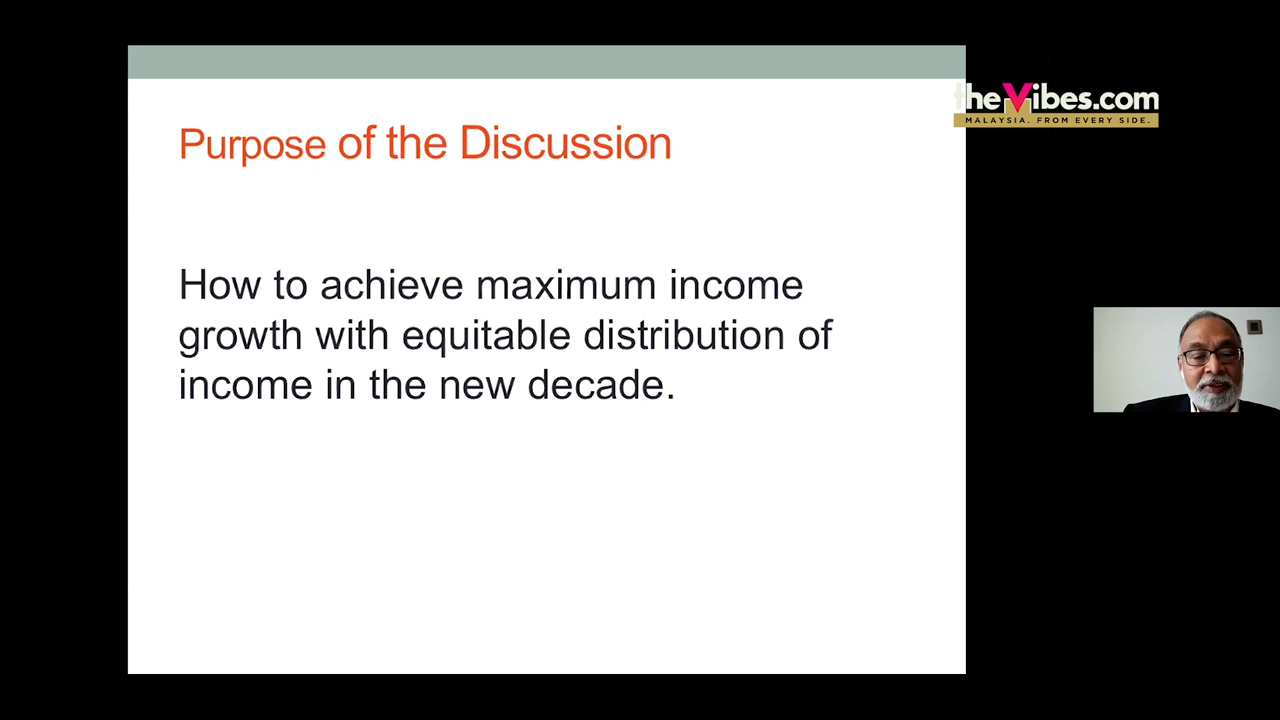 Purpose of the Discussion
How to achieve maximum income
growth with equitable distribution of
income in the new decade.
theVibes.com
MALAYSIA. FROM EVERY SIDE.